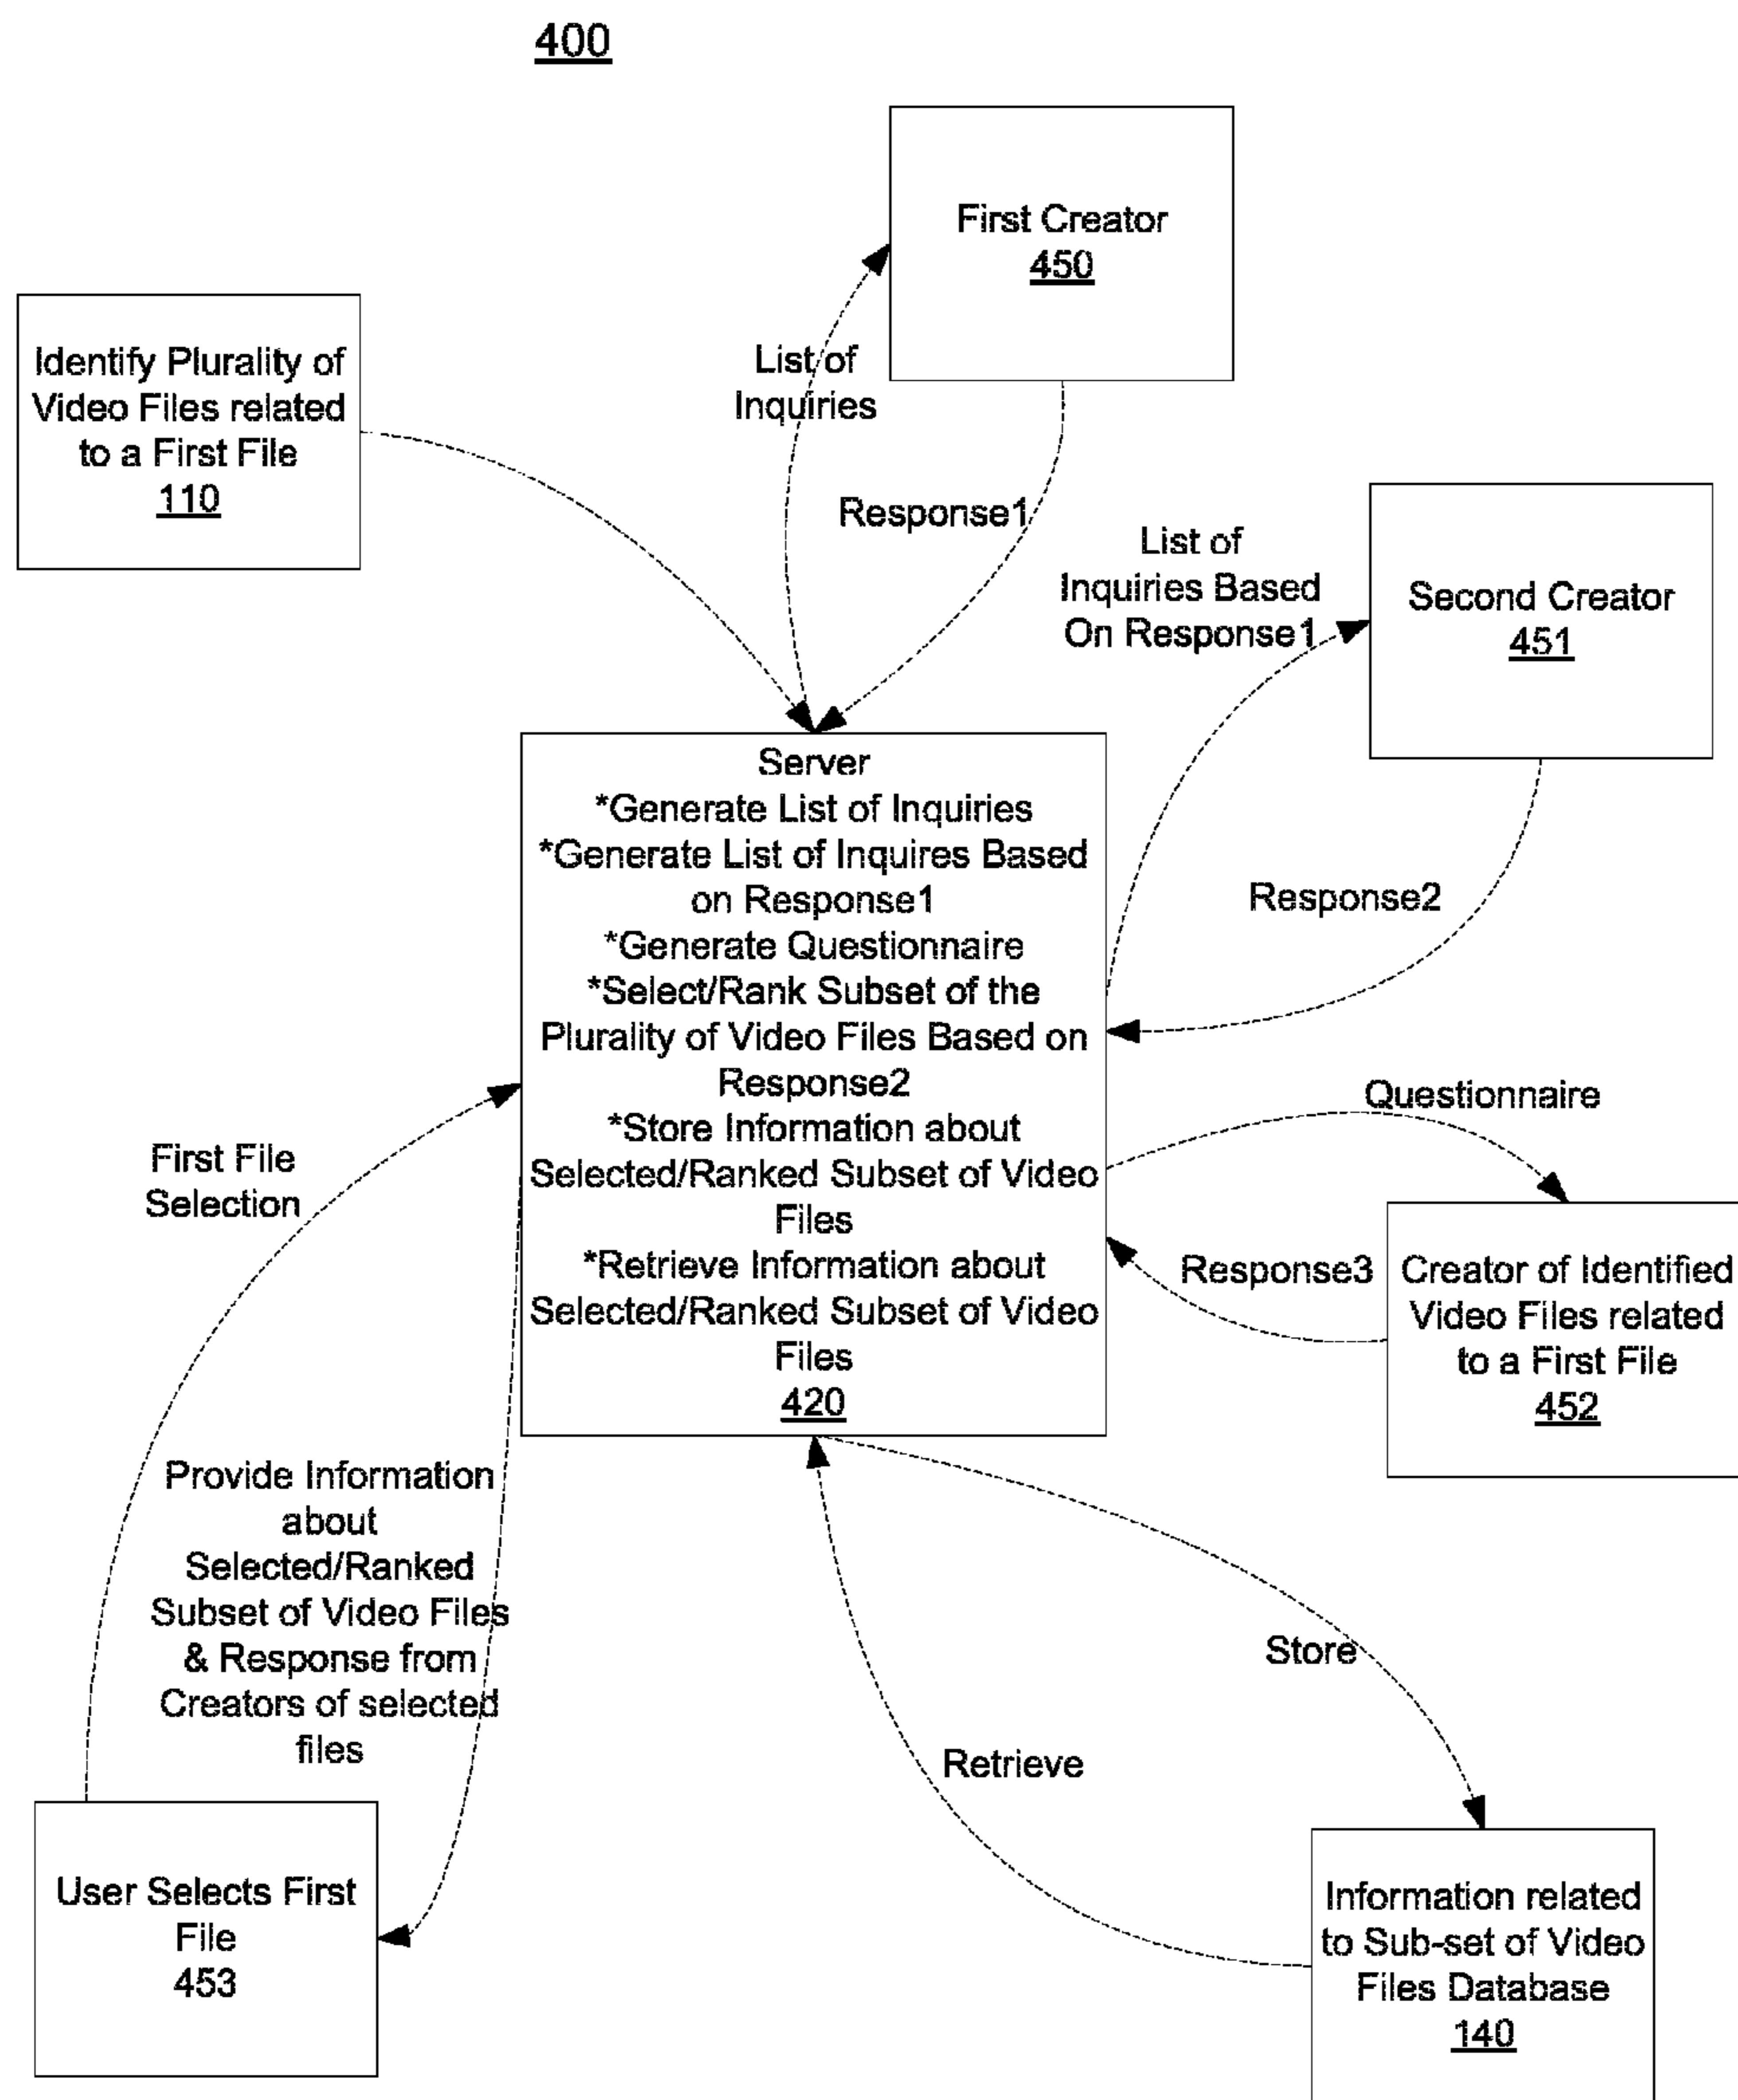 400
First Creator
450
Identify Plurality of
Video Files related
to a First File
110
List of
Inquiries
Response1
List of
Inquiries Based
On Response1
Second Creator
451
Server
*Generate List of Inquiries
*Generate List of Inquires Based
on Response1
*Generate Questionnaire
*Select/Rank Subset of the
Plurality of Video Files Based on
Response2
*Store Information about
Selected/Ranked Subset of Video
Files
*Retrieve Information about
Selected/Ranked Subset of Video
Files
420
Response2
Questionnaire
First File
Selection
Response3
Creator of Identified
Video Files related
to a First File
452
Provide Information
about
Selected/Ranked
Subset of Video Files
& Response from
Creators of selected
files
Store
Retrieve
User Selects First
File
453
Information related
to Sub-set of Video
Files Database
140